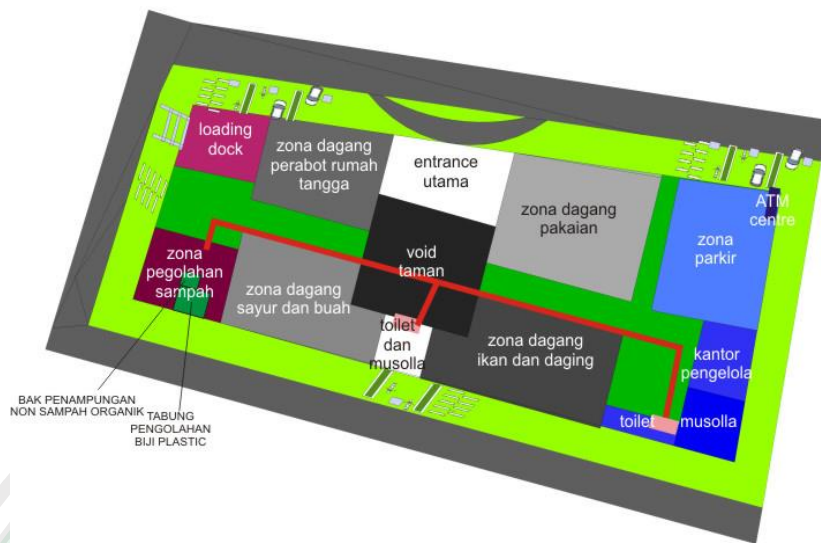 loading
dock
zona dagang
perabot rumah
tangga
entrance
utama
zona dagang
pakaian
ATM
centre
zona
parkir
zona
pegolahan
sampah
void
taman
zona dagang
sayur dan buah
toilet
dan
musolla
zona dagang
ikan dan daging
kantor
pengelola
toilet
musolla
BAK PENAMPUNGAN
NON SAMPAH ORGANIK
TABUNG
PENGOLAHAN
BIJI PLASTIC